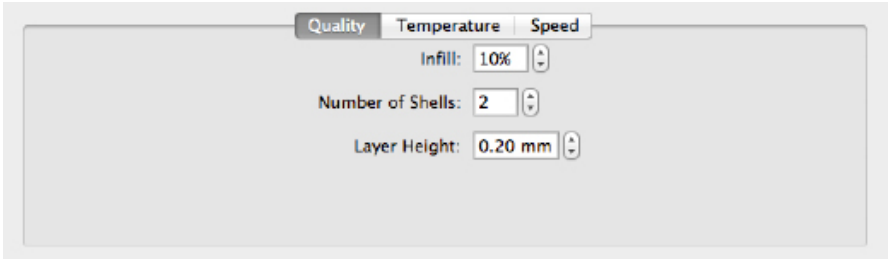 Quality Temperature Speed
Infill: 10%
Number of Shells: 2
Layer Height: 0.20 mm